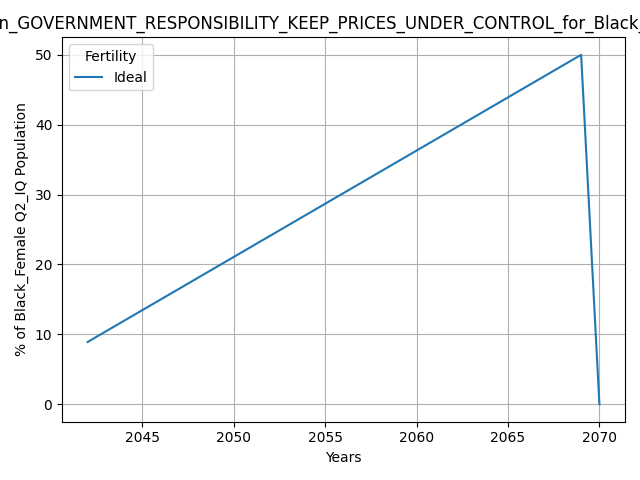 n_GOVERNMENT_RESPONSIBILITY_KEEP_PRICES_UNDER_CONTROL_for_Black_
Fertility
Ideal
% of Black_Female Q2_IQ Population
50
40
30
20
10
0
2045 2050 2055 2060 2065 2070
Years